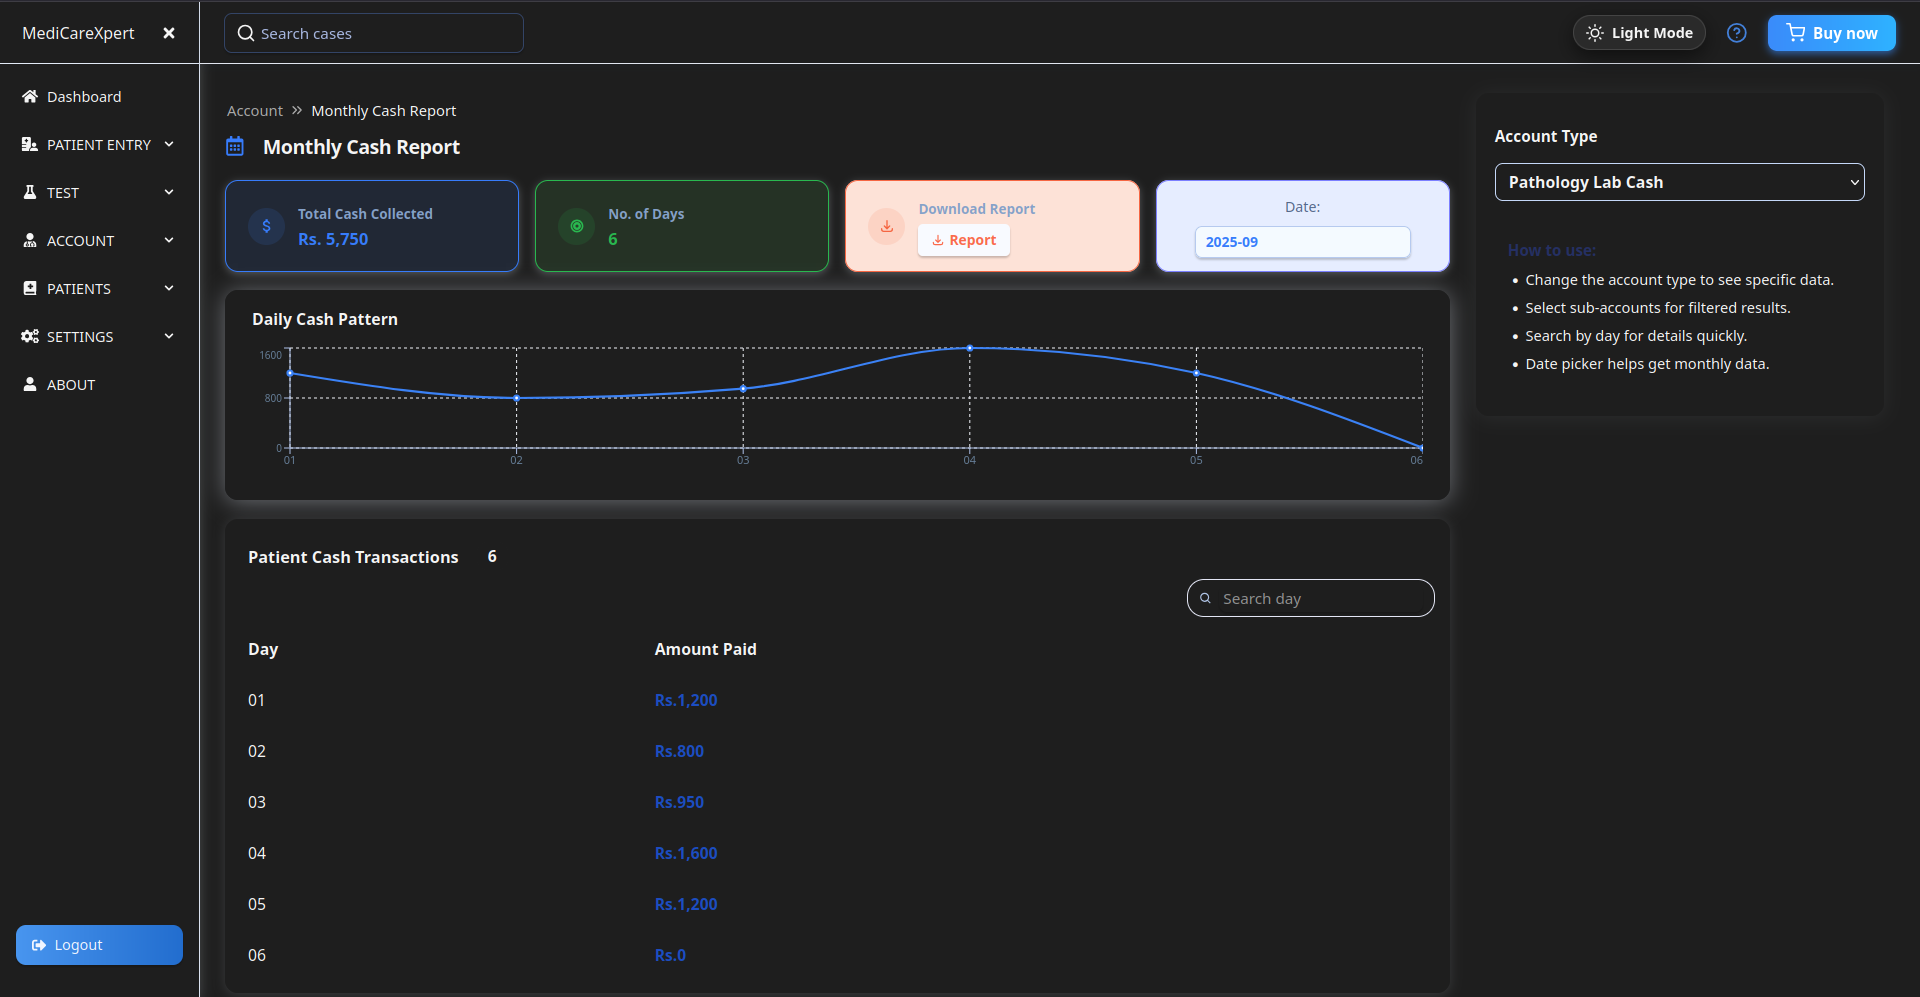 MediCareXpert
Search cases
Light Mode
Buy now
Dashboard
PATIENT ENTRY
TEST
ACCOUNT
PATIENTS
SETTINGS
ABOUT
Logout
Account » Monthly Cash Report
Monthly Cash Report
Total Cash Collected
Rs. 5,750
No. of Days
6
Download Report
Report
Date:
2025-09
Daily Cash Pattern
1600
800
0
01 02 03 04 05 06
Patient Cash Transactions 6
Search day
Day Amount Paid
01 Rs.1,200
02 Rs.800
03 Rs.950
04 Rs.1,600
05 Rs.1,200
06 Rs.0
Account Type
Pathology Lab Cash
How to use:
• Change the account type to see specific data.
• Select sub-accounts for filtered results.
• Search by day for details quickly.
• Date picker helps get monthly data.